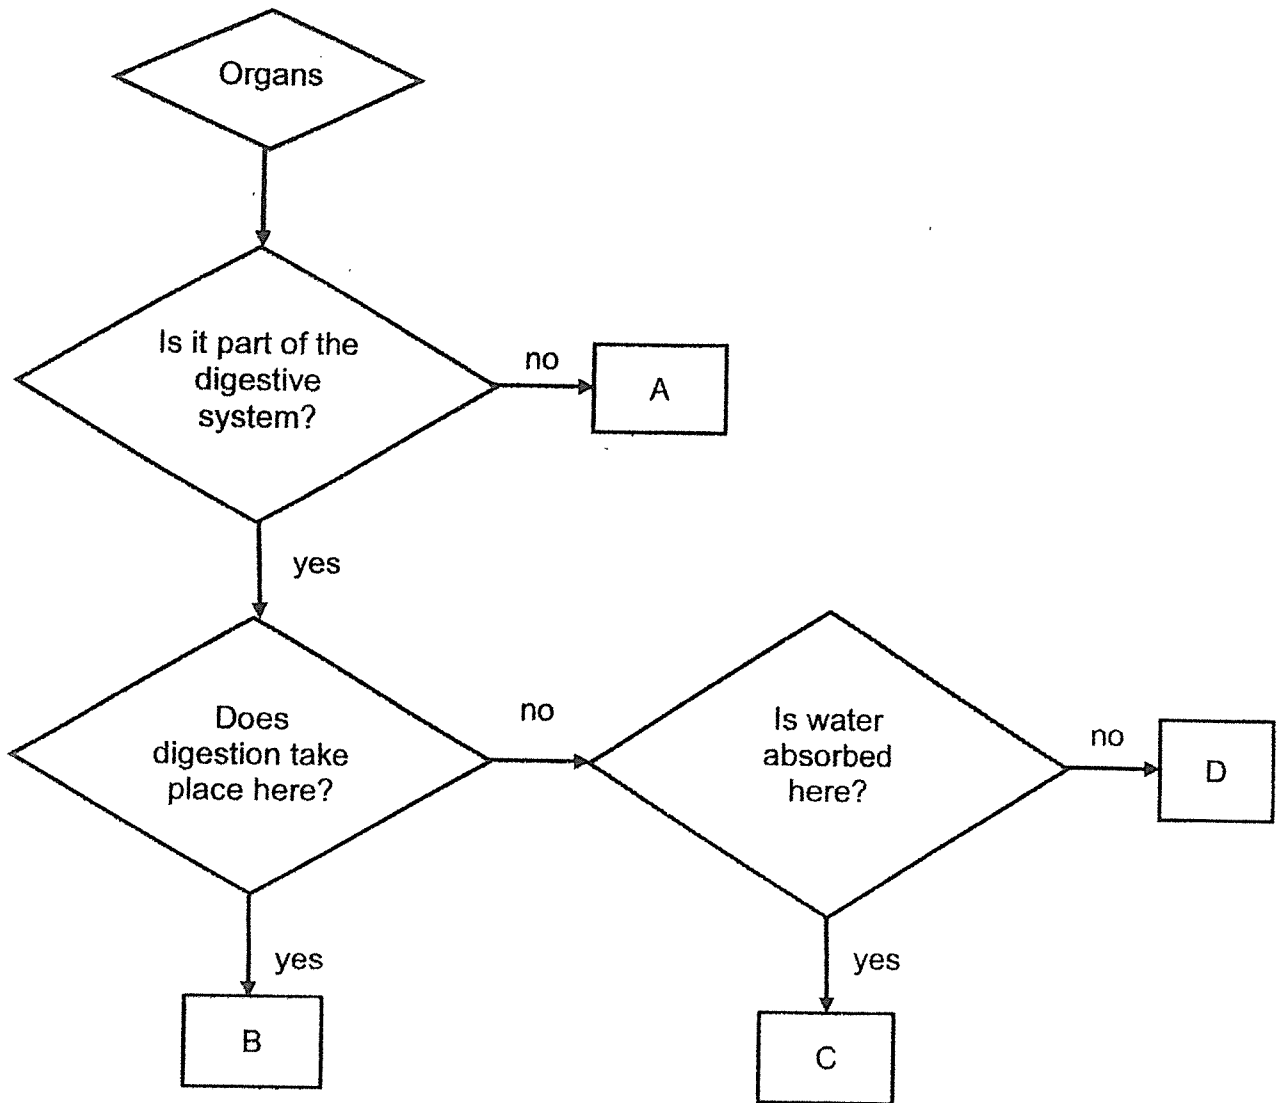 Organs
Is it part of the
digestive
system?
no
A
yes
Does
digestion take
place here?
no
Is water
absorbed
here?
no
D
yes
B
yes
C